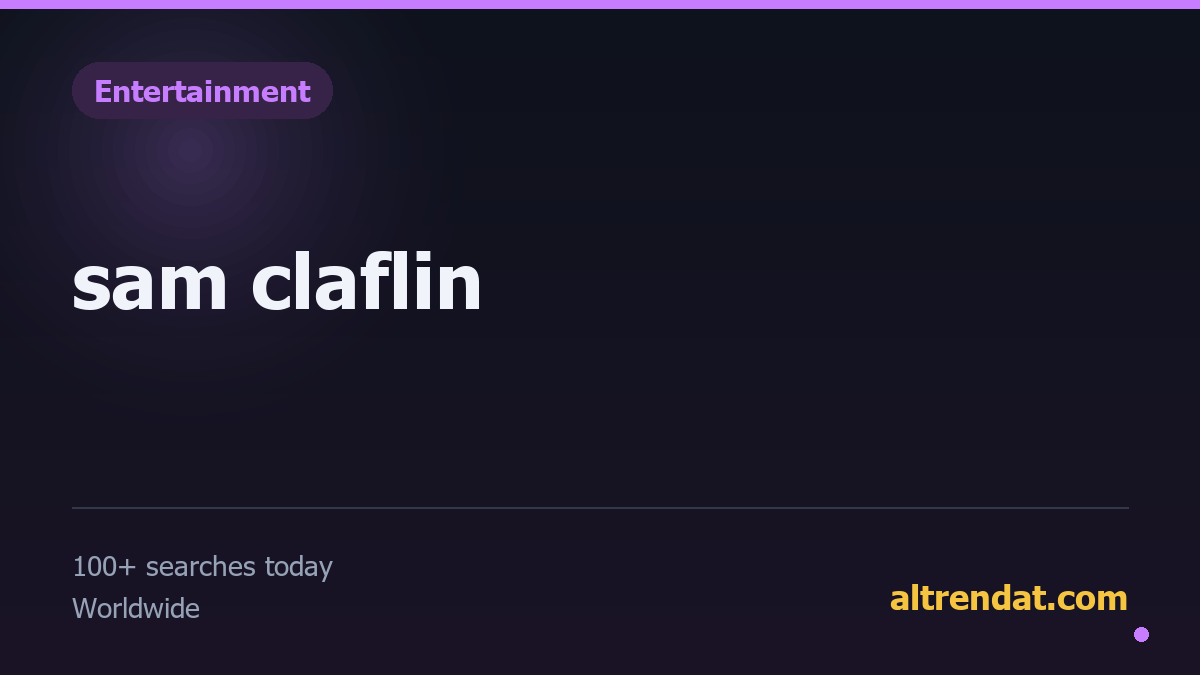 Entertainment
sam claflin
100+ searches today
Worldwide
altrendat.com